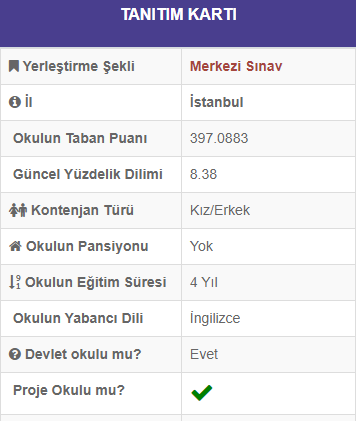 TANITIM KARTI
Yerleştirme Şekli Merkezi Sınav
İl İstanbul
Okulun Taban Puanı 397.0883
Güncel Yüzdelik Dilimi 8.38
Kontenjan Türü Kız/Erkek
Okulun Pansiyonu Yok
Okulun Eğitim Süresi 4 Yıl
Okulun Yabancı Dili İngilizce
Devlet okulu mu? Evet
Proje Okulu mu?